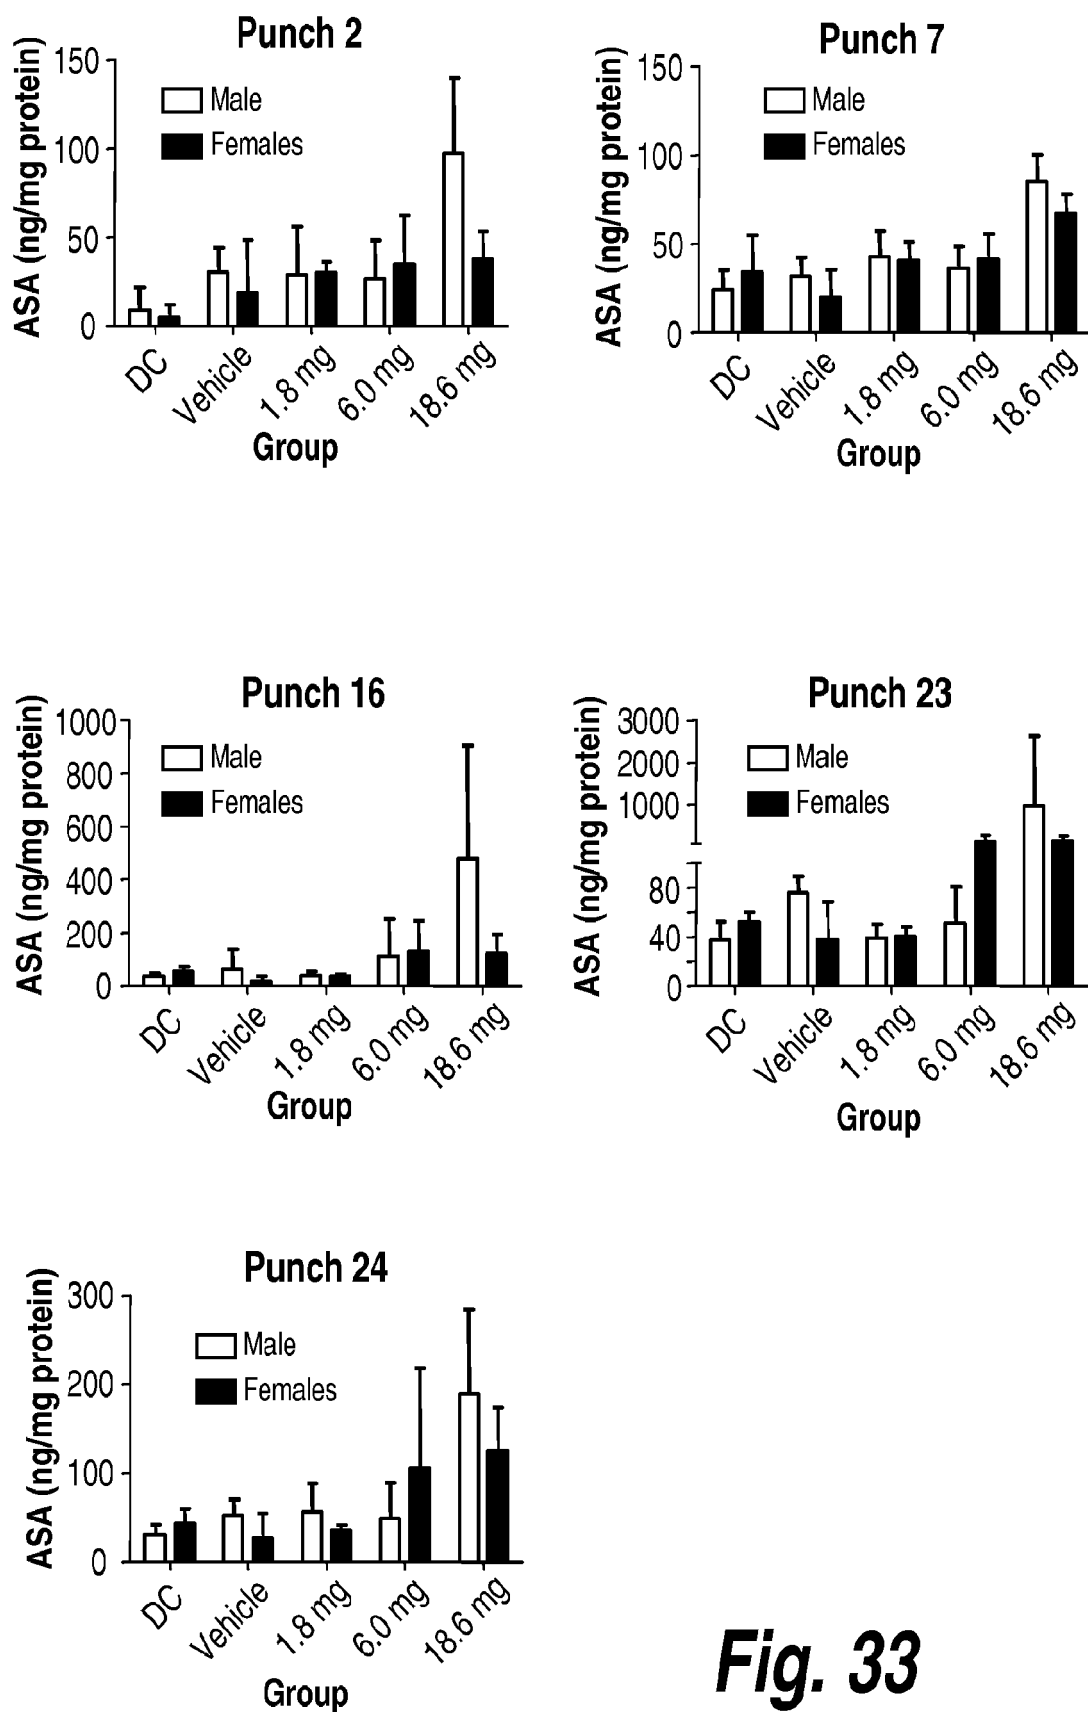 Punch 2
ASA (ng/mg protein)
150
100
50
0
Male
Females
DC
Vehicle
1.8 mg
6.0 mg
18.6 mg
Group
Punch 7
ASA (ng/mg protein)
150
100
50
0
Male
Females
DC
Vehicle
1.8 mg
6.0 mg
18.6 mg
Group
Punch 16
ASA (ng/mg protein)
1000
800
600
400
200
0
Male
Females
DC
Vehicle
1.8 mg
6.0 mg
18.6 mg
Group
Punch 23
ASA (ng/mg protein)
3000
2000
1000
80
40
0
Male
Females
DC
Vehicle
1.8 mg
6.0 mg
18.6 mg
Group
Punch 24
ASA (ng/mg protein)
300
200
100
0
Male
Females
DC
Vehicle
1.8 mg
6.0 mg
18.6 mg
Group
Fig. 33